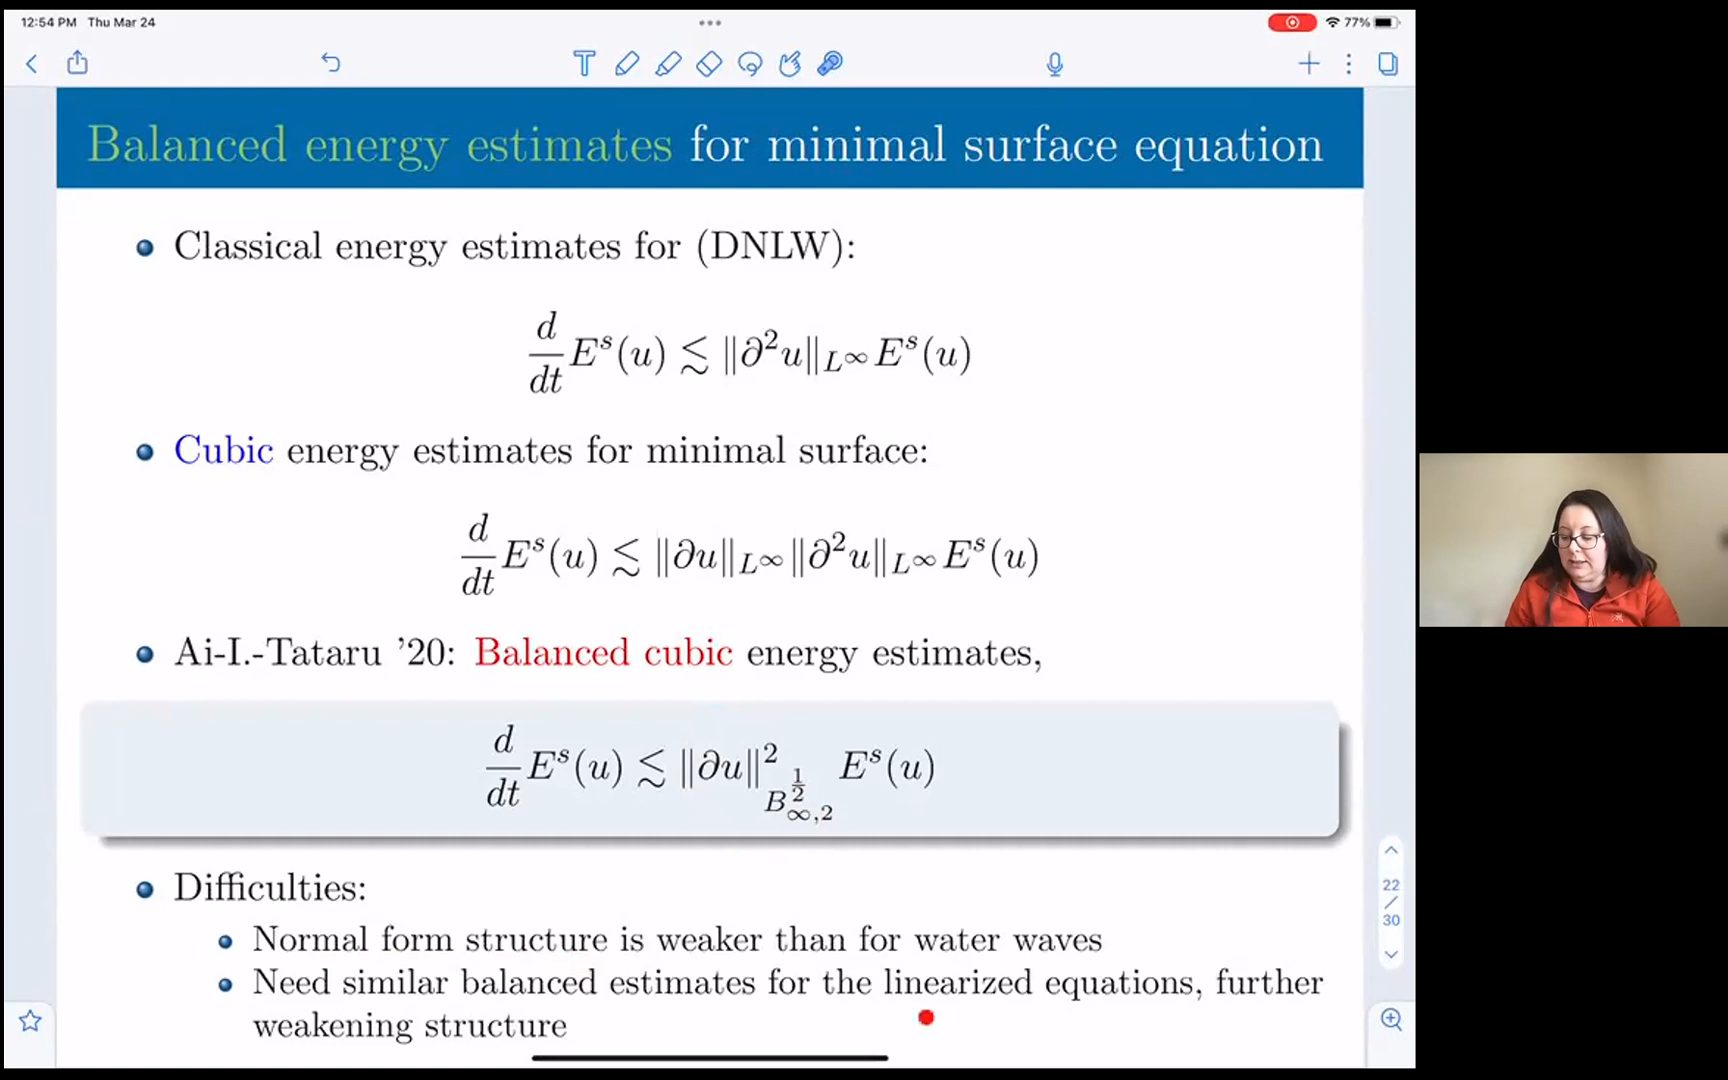 12:54 PM Thu Mar 24
77%
Balanced energy estimates for minimal surface equation
Classical energy estimates for (DNLW):
d/dt E^s(u) ≲ ‖∂²u‖_{L^∞} E^s(u)
Cubic energy estimates for minimal surface:
d/dt E^s(u) ≲ ‖∂u‖_{L^∞} ‖∂²u‖_{L^∞} E^s(u)
Ai-I.-Tataru ’20: Balanced cubic energy estimates,
d/dt E^s(u) ≲ ‖∂u‖²_{B^{1/2}_{∞,2}} E^s(u)
Difficulties:
Normal form structure is weaker than for water waves
Need similar balanced estimates for the linearized equations, further
weakening structure
22
/
30